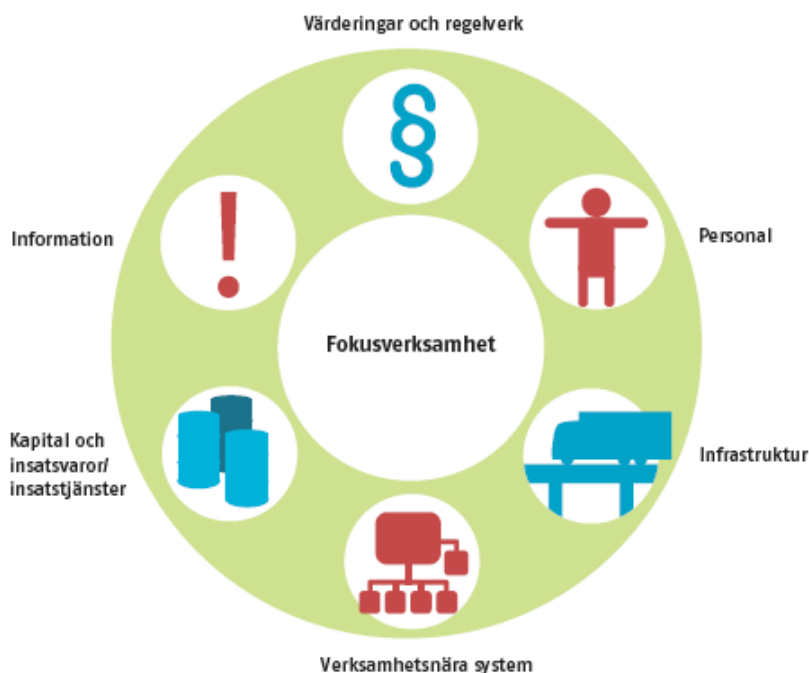 Värderingar och regelverk
Information
Personal
Fokusverksamhet
Kapital och
insatsvaror/
insatstjänster
Infrastruktur
Verksamhetsnära system